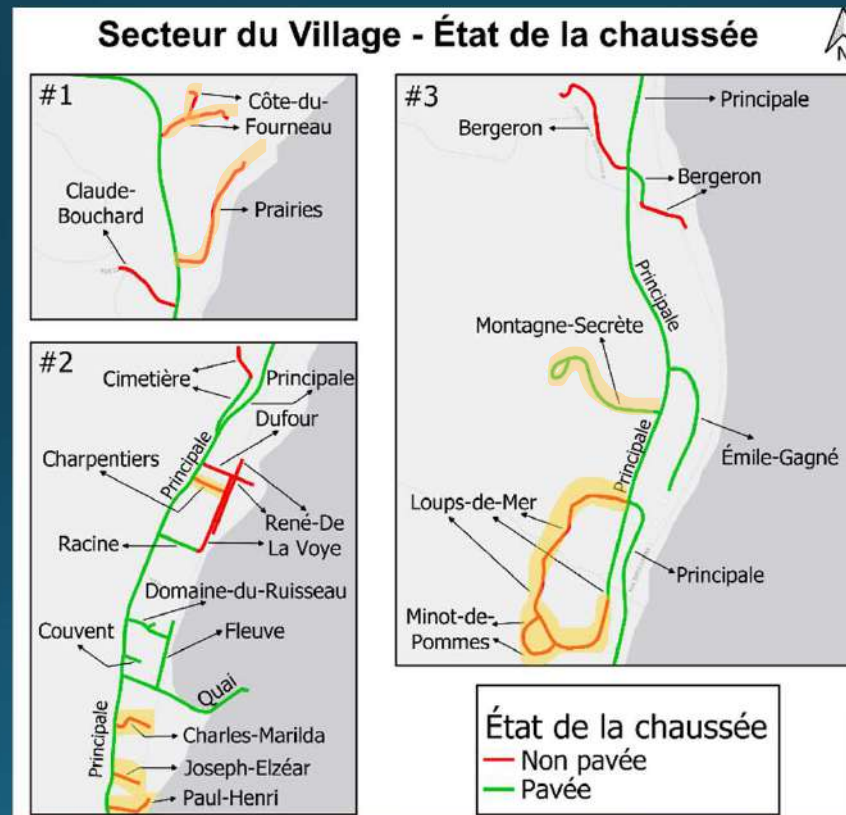 Secteur du Village - État de la chaussée
N
#1
Côte-du-
Fourneau
Claude-
Bouchard
Prairies
#2
Cimetière
Principale
Dufour
Principale
Charpentiers
René-De
La Voye
Racine
Domaine-du-Ruisseau
Couvent
Fleuve
Quai
Principale
Charles-Marilda
Joseph-Elzéar
Paul-Henri
#3
Principale
Bergeron
Bergeron
Principale
Montagne-Secrète
Émile-Gagné
Principale
Loups-de-Mer
Principale
Minot-de-
Pommes
État de la chaussée
Non pavée
Pavée